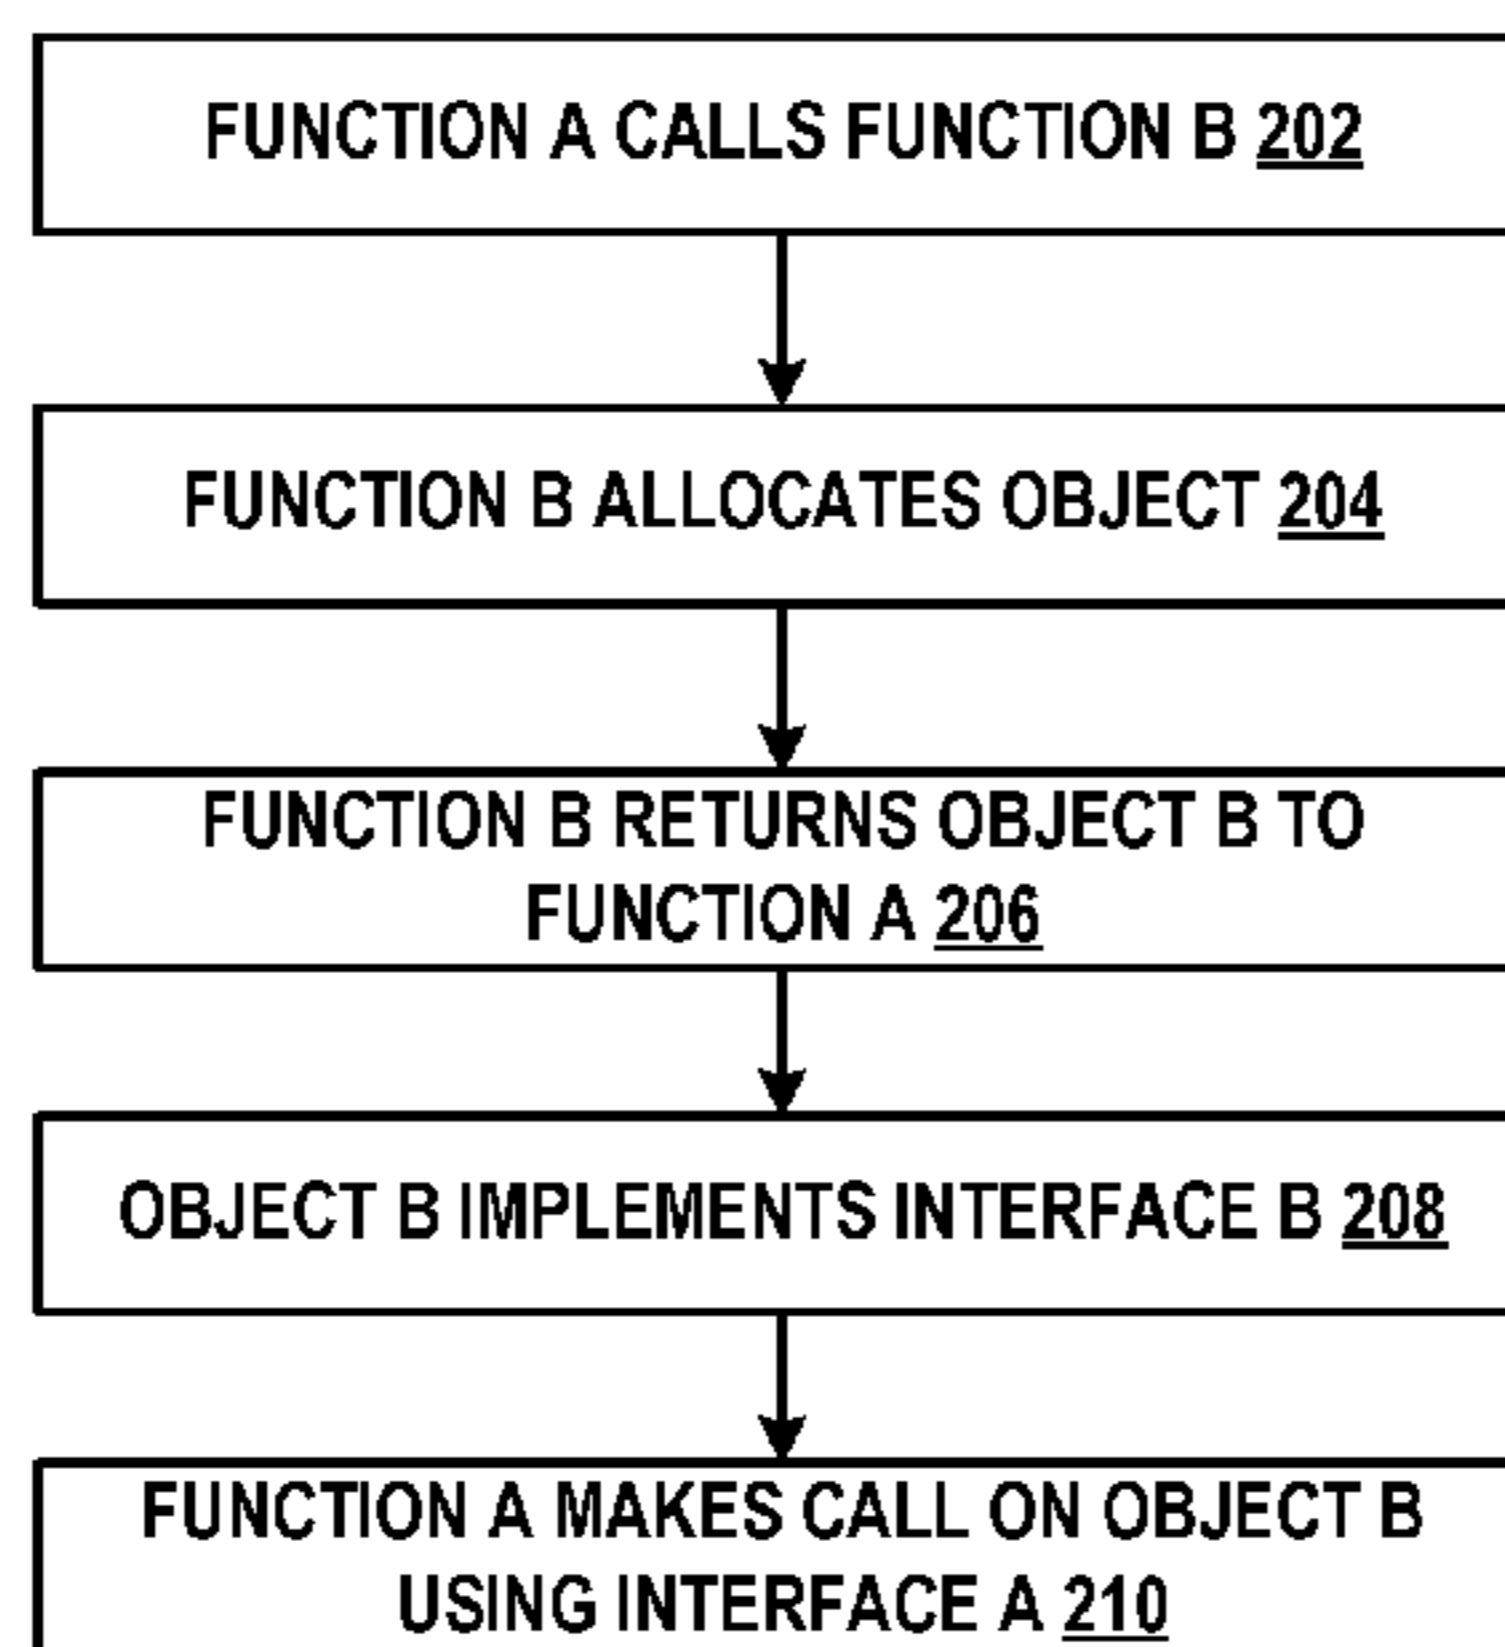 FUNCTION A CALLS FUNCTION B 202
FUNCTION B ALLOCATES OBJECT 204
FUNCTION B RETURNS OBJECT B TO
FUNCTION A 206
OBJECT B IMPLEMENTS INTERFACE B 208
FUNCTION A MAKES CALL ON OBJECT B
USING INTERFACE A 210